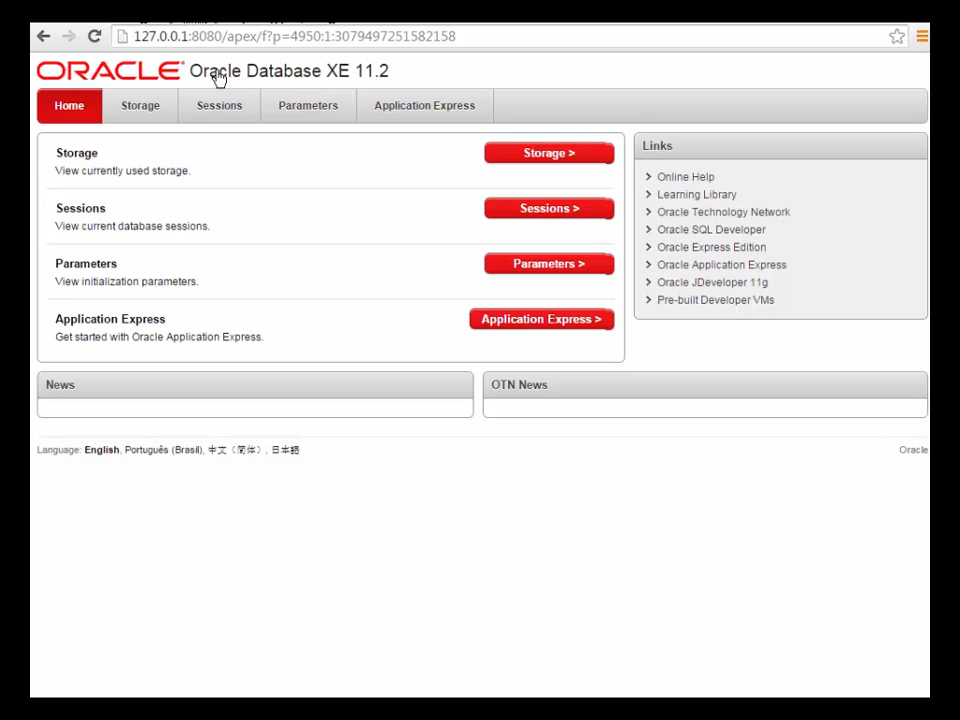 127.0.0.1:8080/apex/f?p=4950:1:3079497251582158
ORACLE Oracle Database XE 11.2
Home Storage Sessions Parameters Application Express
Storage
View currently used storage.
Storage >
Sessions
View current database sessions.
Sessions >
Parameters
View initialization parameters.
Parameters >
Application Express
Get started with Oracle Application Express.
Application Express >
Links
Online Help
Learning Library
Oracle Technology Network
Oracle SQL Developer
Oracle Express Edition
Oracle Application Express
Oracle JDeveloper 11g
Pre-built Developer VMs
News
OTN News
Language: English, Português (Brasil), 中文（简体）, 日本語
Oracle